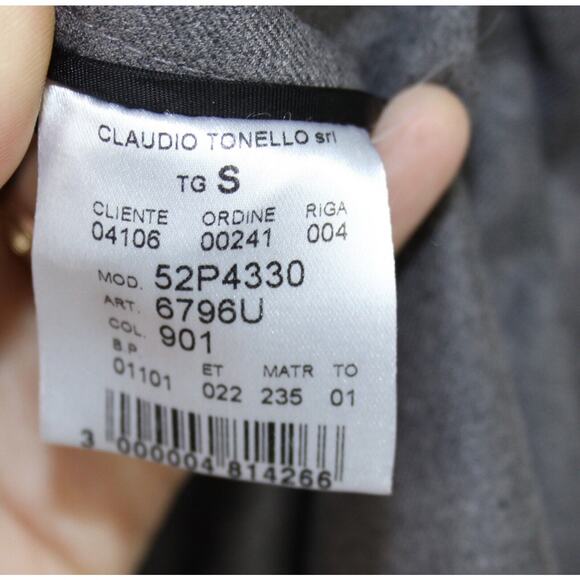 CLAUDIO TONELLO srl
TG S
CLIENTE ORDINE RIGA
04106 00241 004
MOD. 52P4330
ART. 6796U
COL. 901
B.P. ET MATR TO
01101 022 235 01
3 000004 814266